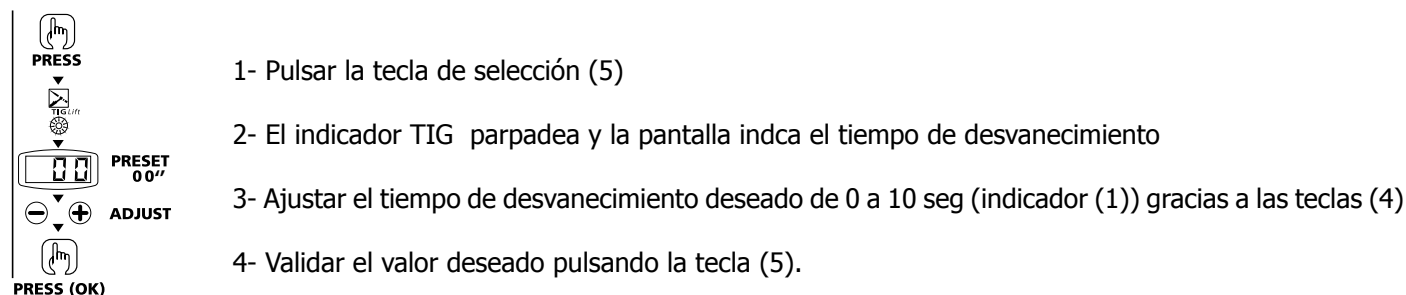 PRESS
1- Pulsar la tecla de selección (5)
TIG Lift
2- El indicador TIG  parpadea y la pantalla indca el tiempo de desvanecimiento
00
PRESET
00’’
3- Ajustar el tiempo de desvanecimiento deseado de 0 a 10 seg (indicador (1)) gracias a las teclas (4)
ADJUST
4- Validar el valor deseado pulsando la tecla (5).
PRESS (OK)